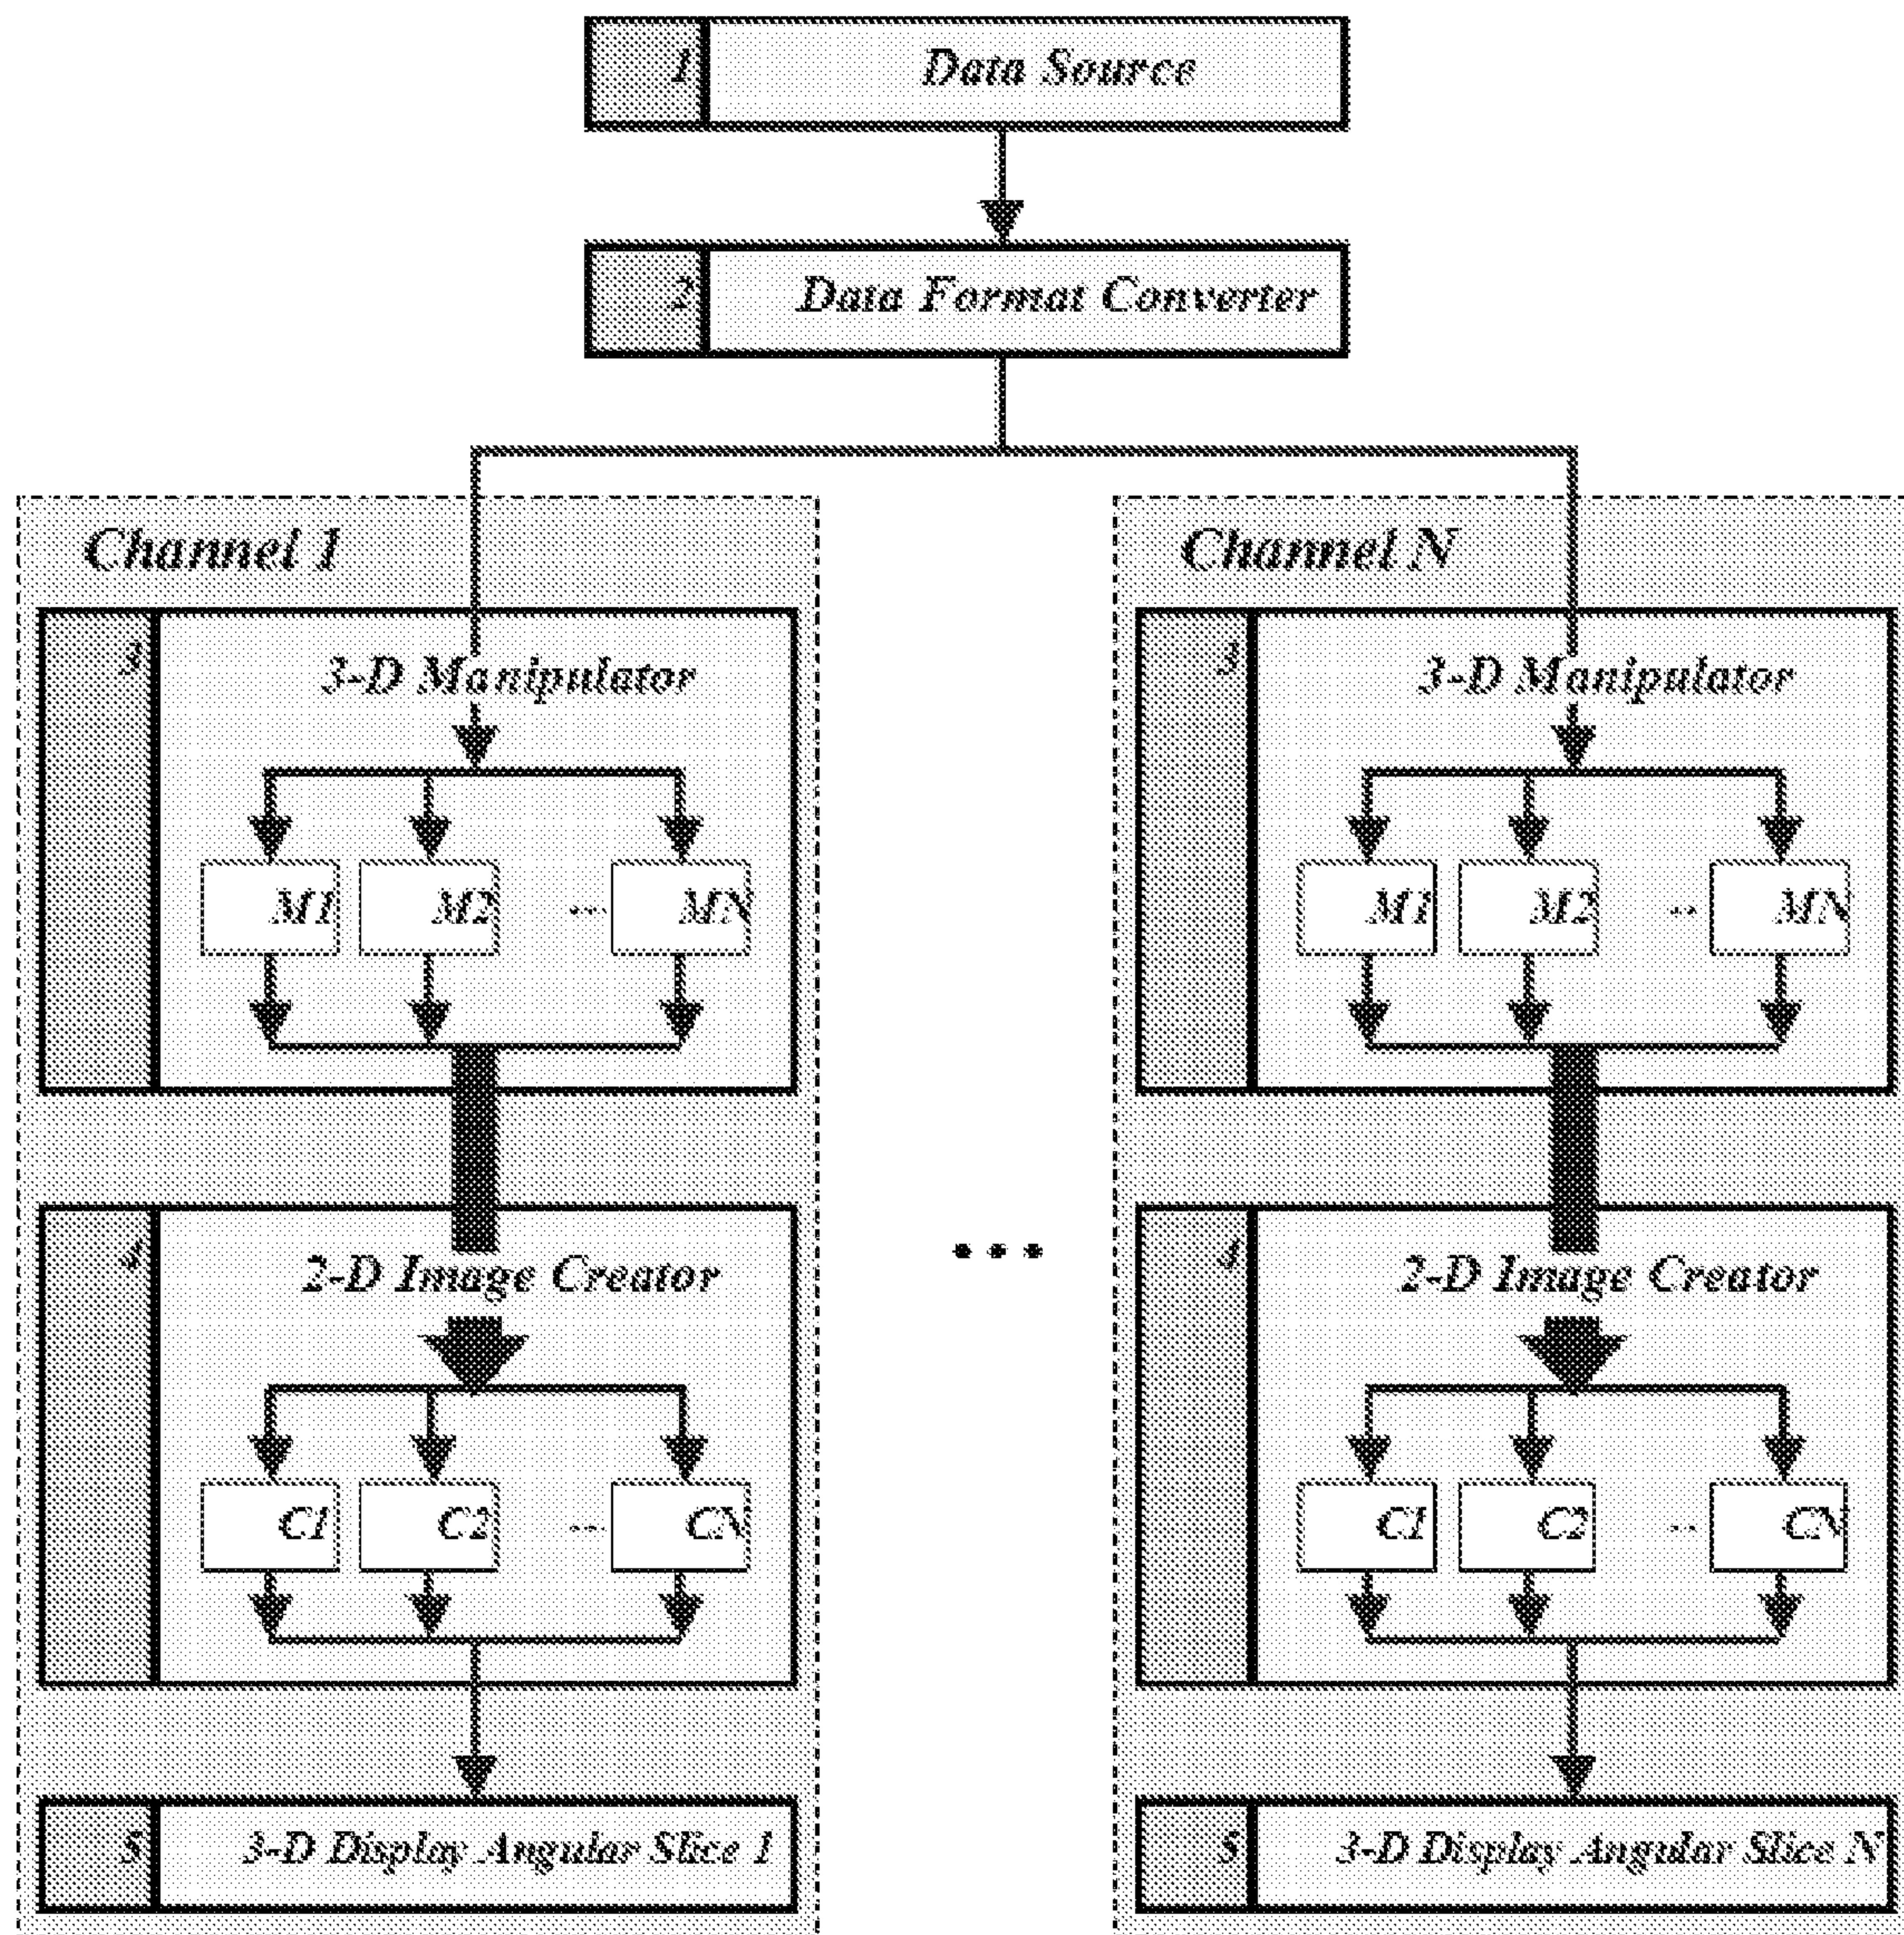 1 Data Source
2 Data Format Converter
Channel 1
3 3-D Manipulator
M1 M2 ... MN
4 2-D Image Creator
C1 C2 ... CN
5 3-D Display Angular Slice 1
...
Channel N
3 3-D Manipulator
M1 M2 .. MN
4 2-D Image Creator
C1 C2 .. CN
5 3-D Display Angular Slice N